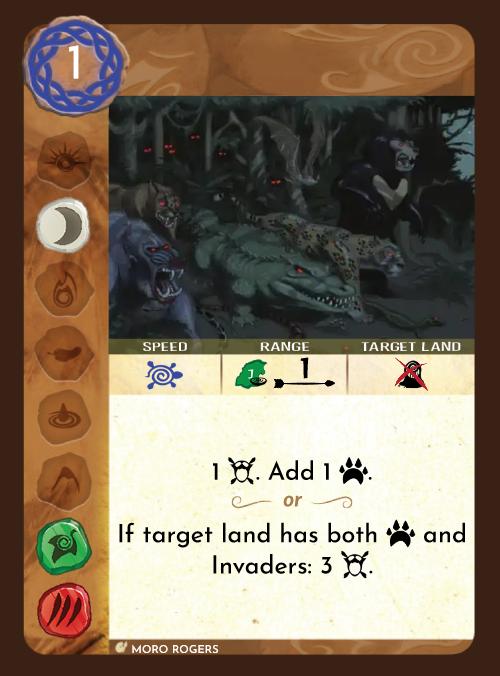 1
SPEED RANGE TARGET LAND
1 1
1 . Add 1 .
or
If target land has both and
Invaders: 3 .
MORO ROGERS